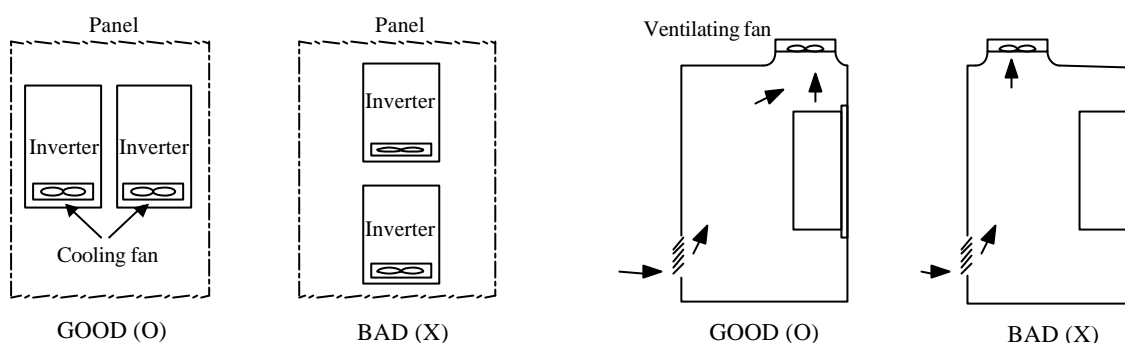 Panel
Inverter
Inverter
Cooling fan
GOOD (O)
Panel
Inverter
Inverter
BAD (X)
Ventilating fan
GOOD (O)
BAD (X)